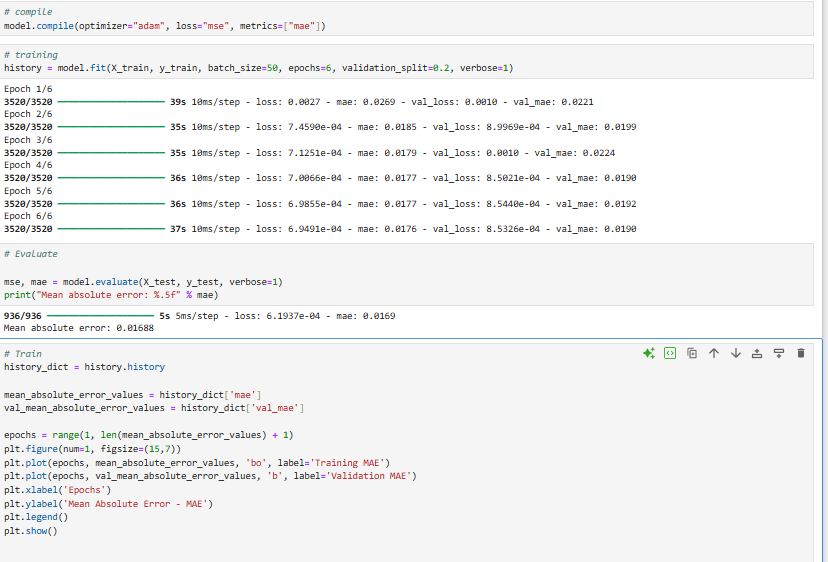 # compile
model.compile(optimizer="adam", loss="mse", metrics=["mae"])
# training
history = model.fit(X_train, y_train, batch_size=50, epochs=6, validation_split=0.2, verbose=1)
Epoch 1/6
3520/3520 39s 10ms/step - loss: 0.0027 - mae: 0.0269 - val_loss: 0.0010 - val_mae: 0.0221
Epoch 2/6
3520/3520 35s 10ms/step - loss: 7.4590e-04 - mae: 0.0185 - val_loss: 8.9969e-04 - val_mae: 0.0199
Epoch 3/6
3520/3520 35s 10ms/step - loss: 7.1251e-04 - mae: 0.0179 - val_loss: 0.0010 - val_mae: 0.0224
Epoch 4/6
3520/3520 36s 10ms/step - loss: 7.0066e-04 - mae: 0.0177 - val_loss: 8.5021e-04 - val_mae: 0.0190
Epoch 5/6
3520/3520 36s 10ms/step - loss: 6.9855e-04 - mae: 0.0177 - val_loss: 8.5440e-04 - val_mae: 0.0192
Epoch 6/6
3520/3520 37s 10ms/step - loss: 6.9491e-04 - mae: 0.0176 - val_loss: 8.5326e-04 - val_mae: 0.0190
# Evaluate
mse, mae = model.evaluate(X_test, y_test, verbose=1)
print("Mean absolute error: %.5f" % mae)
936/936 5s 5ms/step - loss: 6.1937e-04 - mae: 0.0169
Mean absolute error: 0.01688
# Train
history_dict = history.history
mean_absolute_error_values = history_dict['mae']
val_mean_absolute_error_values = history_dict['val_mae']
epochs = range(1, len(mean_absolute_error_values) + 1)
plt.figure(num=1, figsize=(15,7))
plt.plot(epochs, mean_absolute_error_values, 'bo', label='Training MAE')
plt.plot(epochs, val_mean_absolute_error_values, 'b', label='Validation MAE')
plt.xlabel('Epochs')
plt.ylabel('Mean Absolute Error - MAE')
plt.legend()
plt.show()